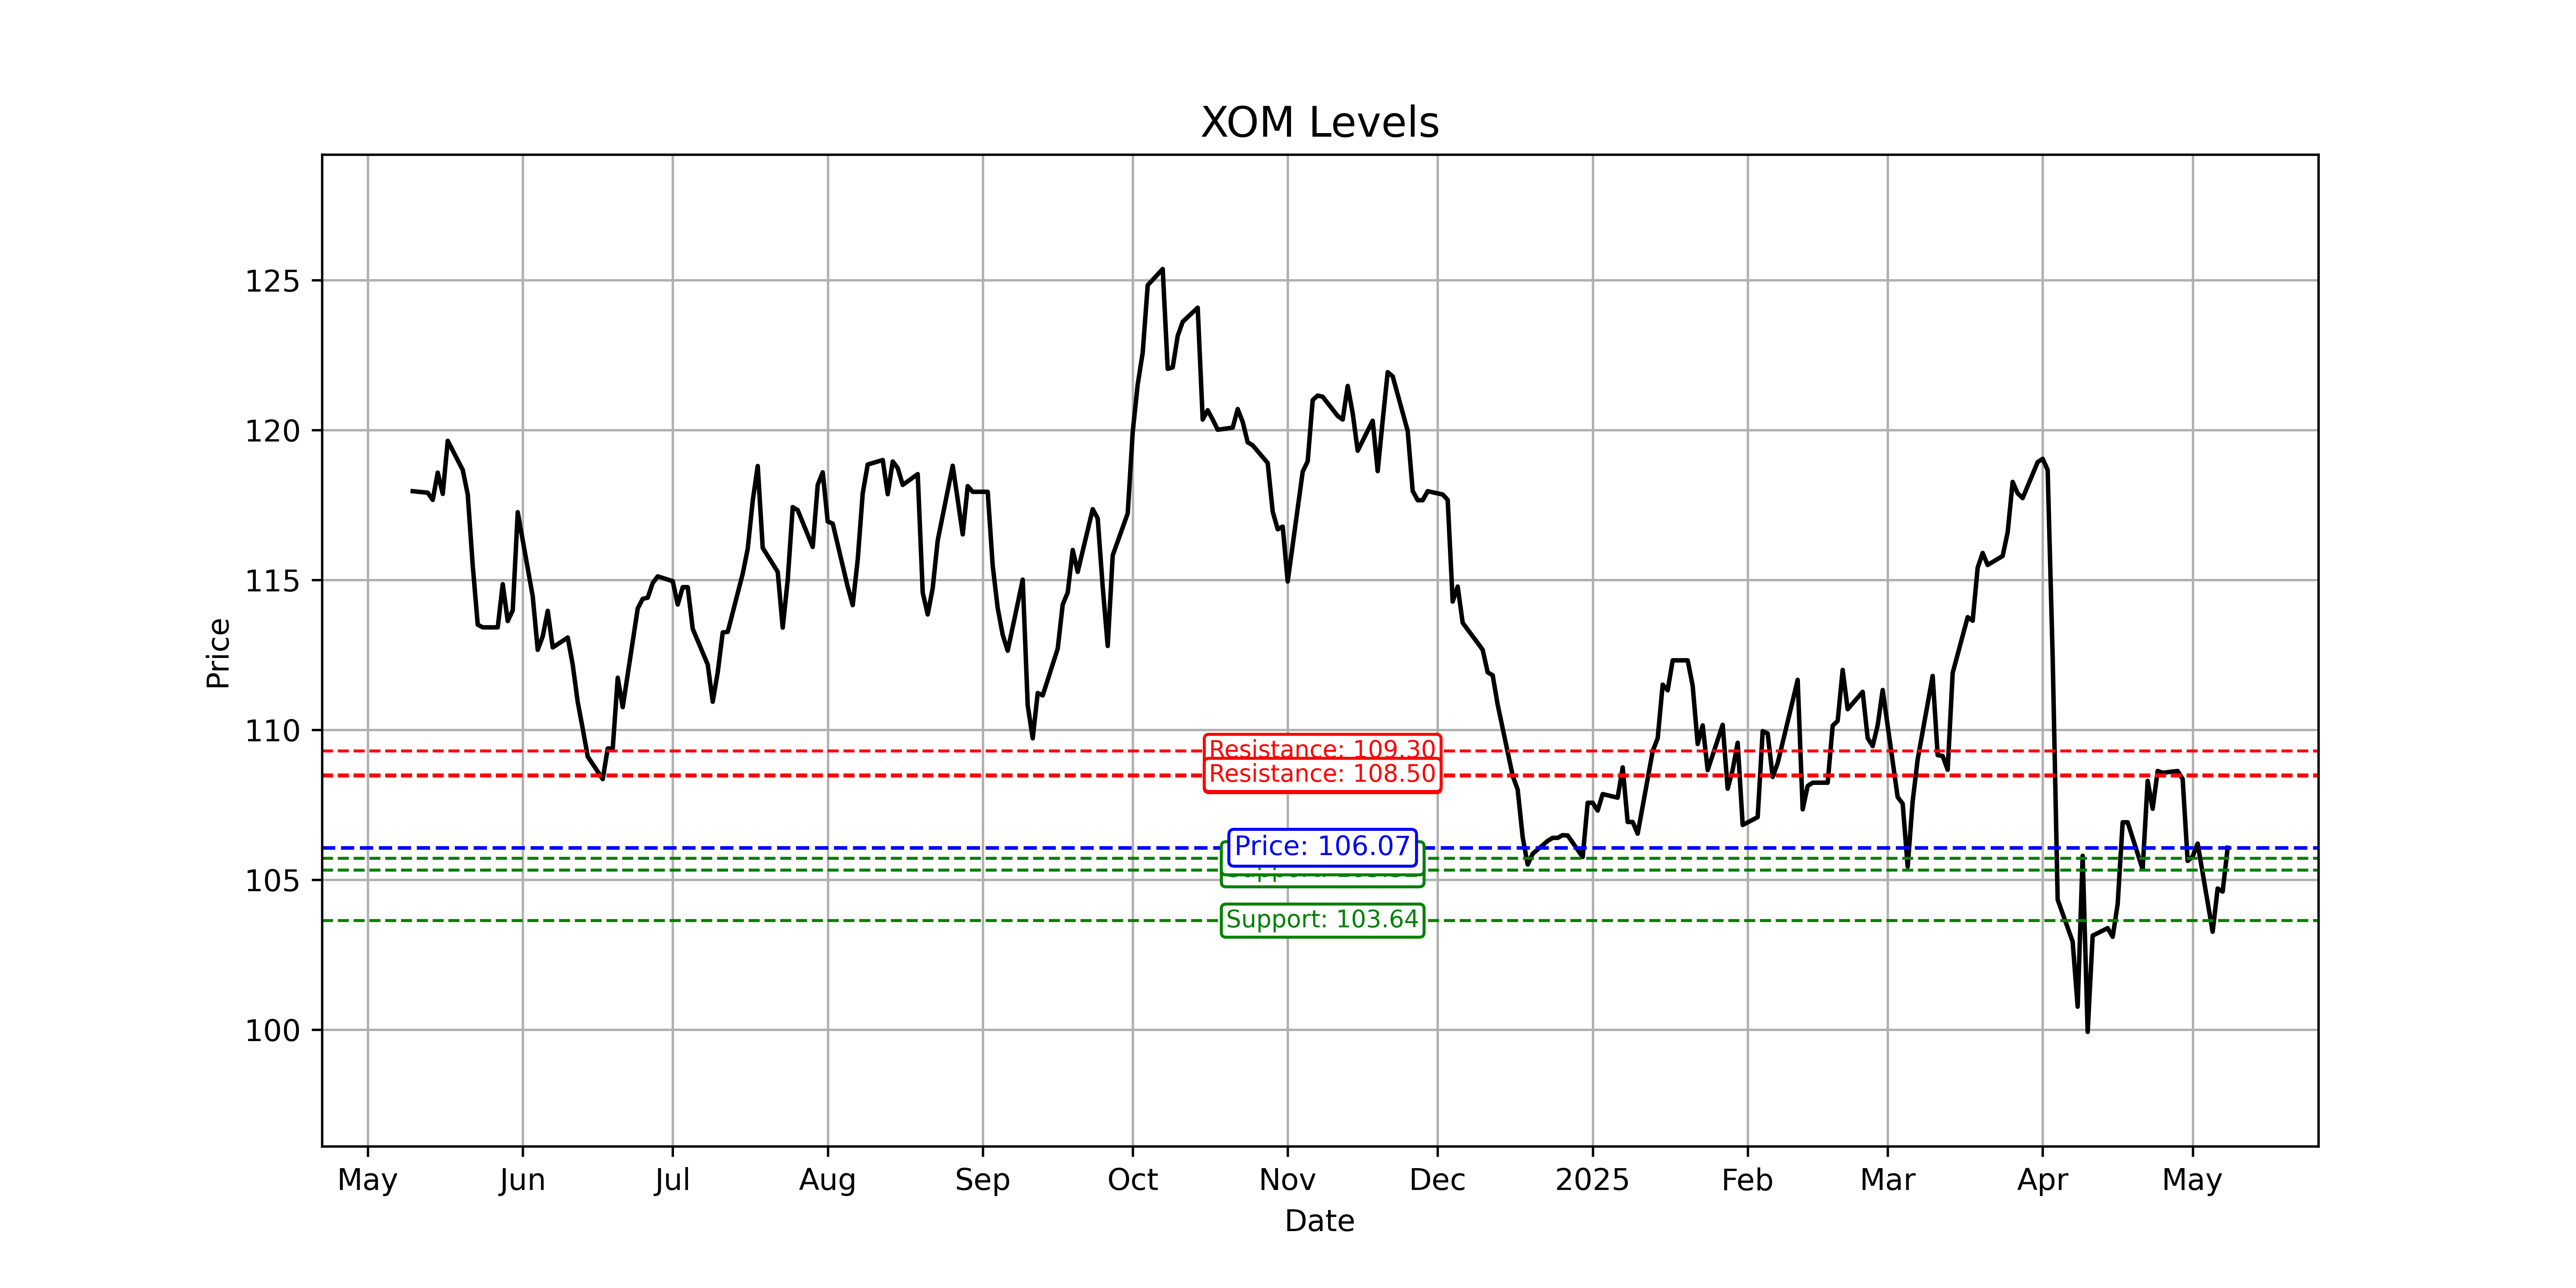 XOM Levels
125
120
115
110
105
100
Price
Resistance: 109.30
Resistance: 108.50
Price: 106.07
Support: 103.64
May Jun Jul Aug Sep Oct Nov Dec 2025 Feb Mar Apr May
Date